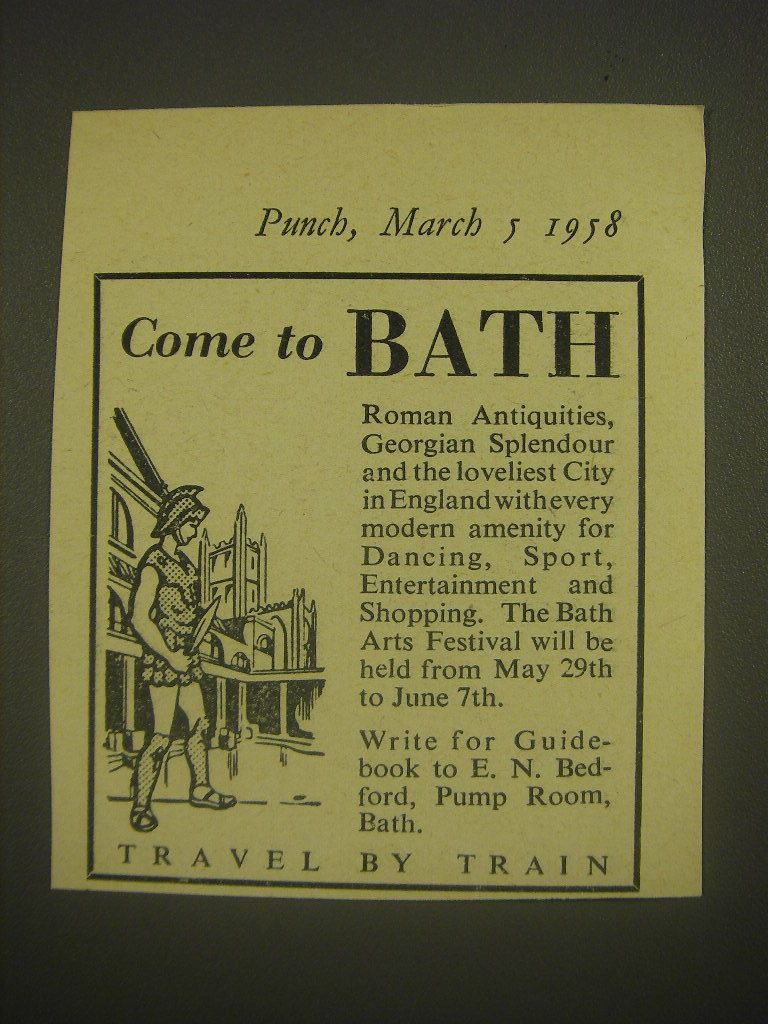 Punch, March 5 1958
Come to BATH
Roman Antiquities,
Georgian Splendour
and the loveliest City
in England with every
modern amenity for
Dancing, Sport,
Entertainment and
Shopping. The Bath
Arts Festival will be
held from May 29th
to June 7th.
Write for Guide-
book to E. N. Bed-
ford, Pump Room,
Bath.
TRAVEL BY TRAIN